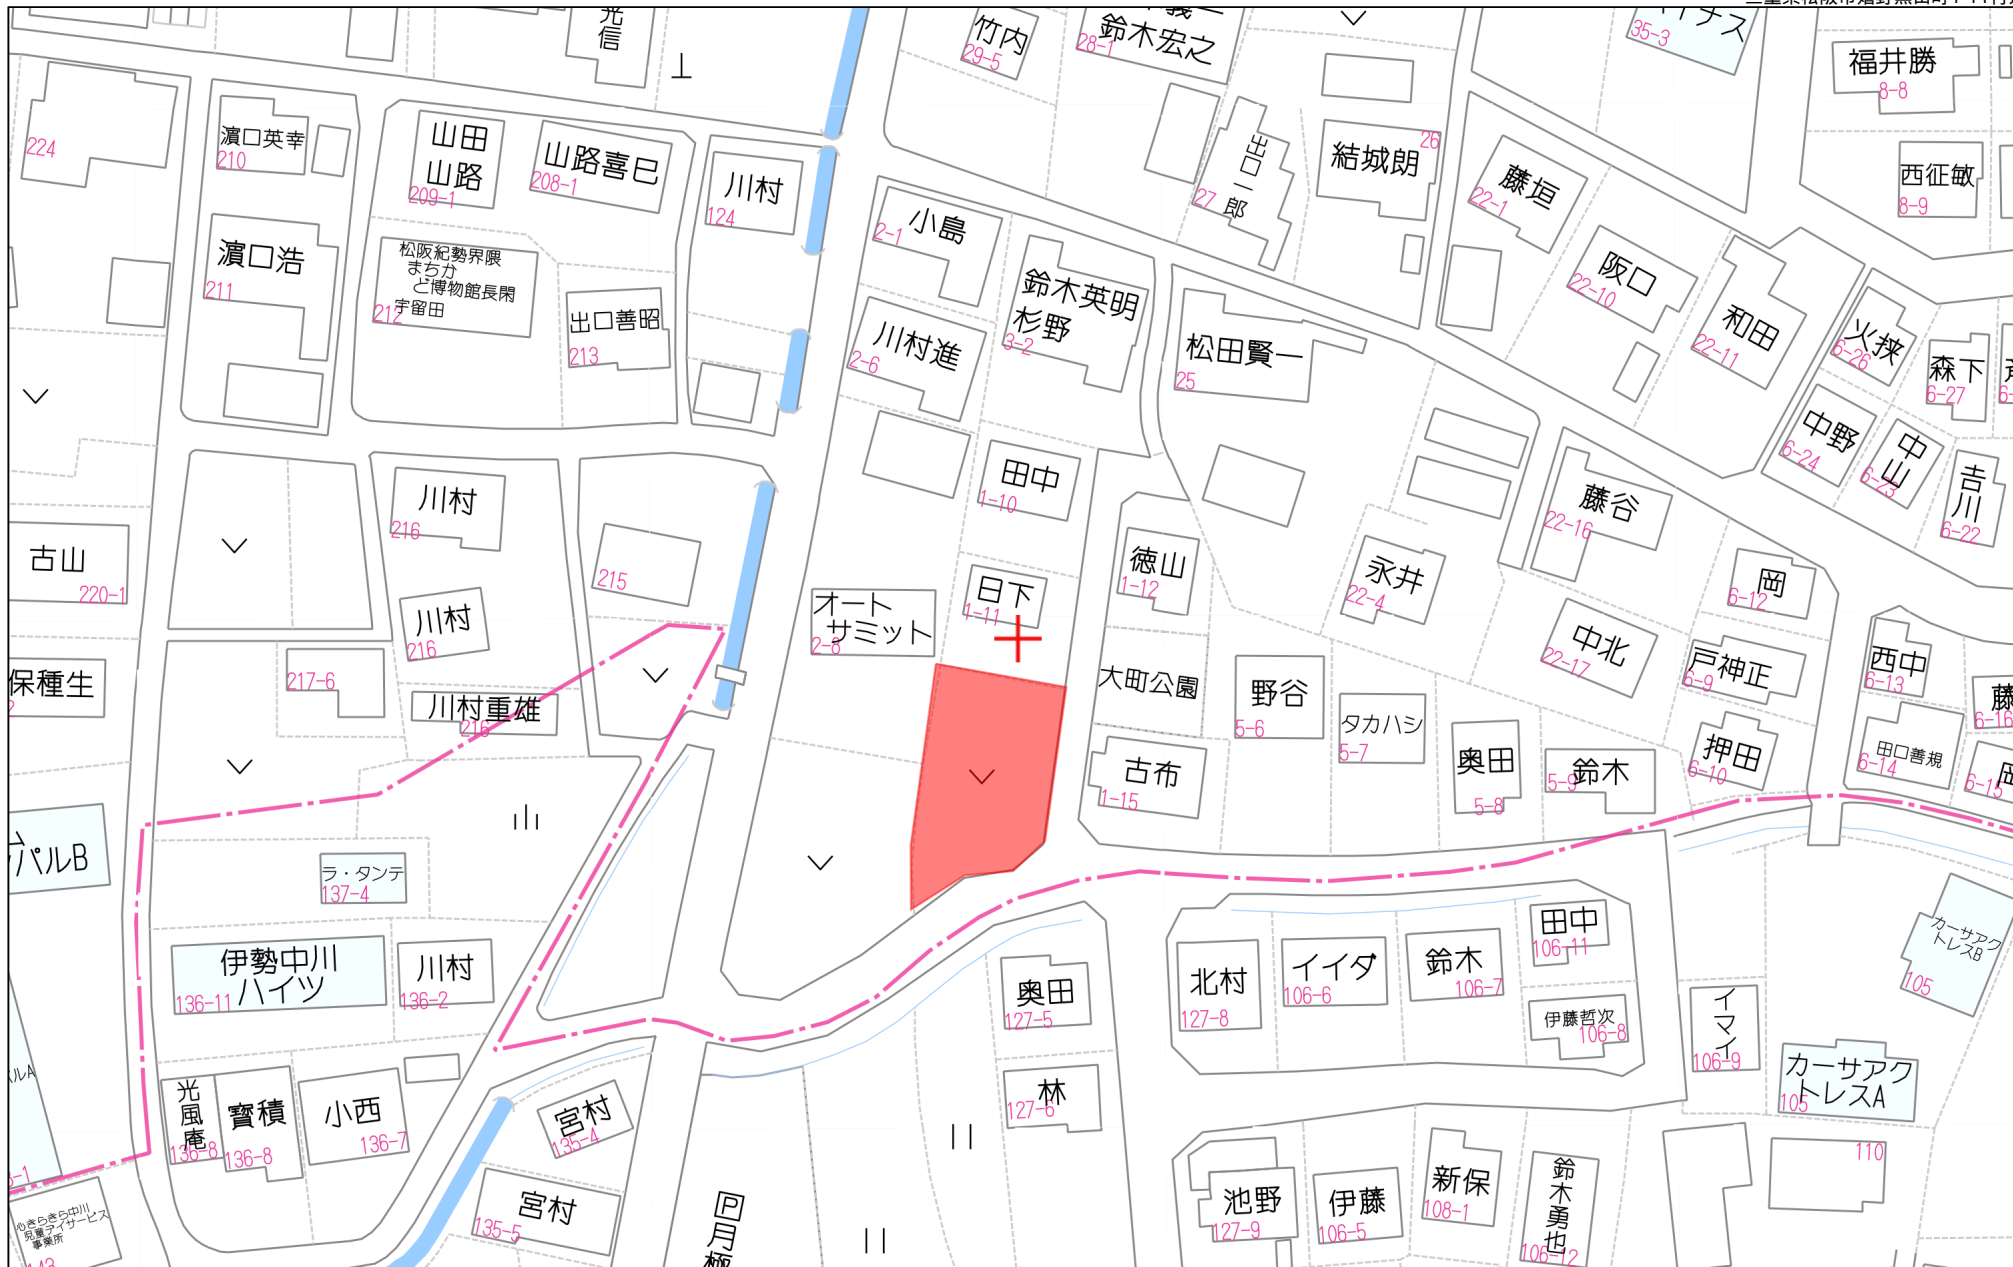 光信
竹内
29-5
鈴木宏之
28-1
35-3
福井勝
8-8
224
濵口英幸
210
山田
山路
209-1
山路喜巳
208-1
川村
124
小島
2-1
出口一郎
27
結城朗
26
藤垣
22-1
西征敏
8-9
濵口浩
211
松阪紀勢界隈
まちか
ど博物館長閑
宇留田
212
出口善昭
213
川村進
2-6
鈴木英明
杉野
3-2
松田賢一
25
阪口
22-10
和田
22-11
火挾
6-26
森下
6-27
中野
6-24
中山
6-23
吉川
6-22
川村
216
田中
1-10
藤谷
22-16
古山
220-1
215
徳山
1-12
永井
22-4
岡
6-12
日下
1-11
オート
サミット
2-8
川村
216
中北
22-17
戸神正
6-9
西中
6-13
保種生
217-6
川村重雄
216
大町公園
野谷
5-6
タカハシ
5-7
奥田
5-8
鈴木
5-9
押田
6-10
田口善規
6-14
6-16
6-15
古布
1-15
パルB
ラ・タンテ
137-4
伊勢中川
ハイツ
136-11
川村
136-2
奥田
127-5
北村
127-8
イイダ
106-6
鈴木
106-7
田中
106-11
伊藤哲次
106-8
イマイ
106-9
カーサアク
トレスB
105
カーサアク
トレスA
105
光風庵
136-8
寳積
136-8
小西
136-7
宮村
135-4
林
127-6
宮村
135-5
P月極
池野
127-9
伊藤
106-5
新保
108-1
鈴木勇也
106-12
110
心きらきら中川
児童デイサービス
事業所
143